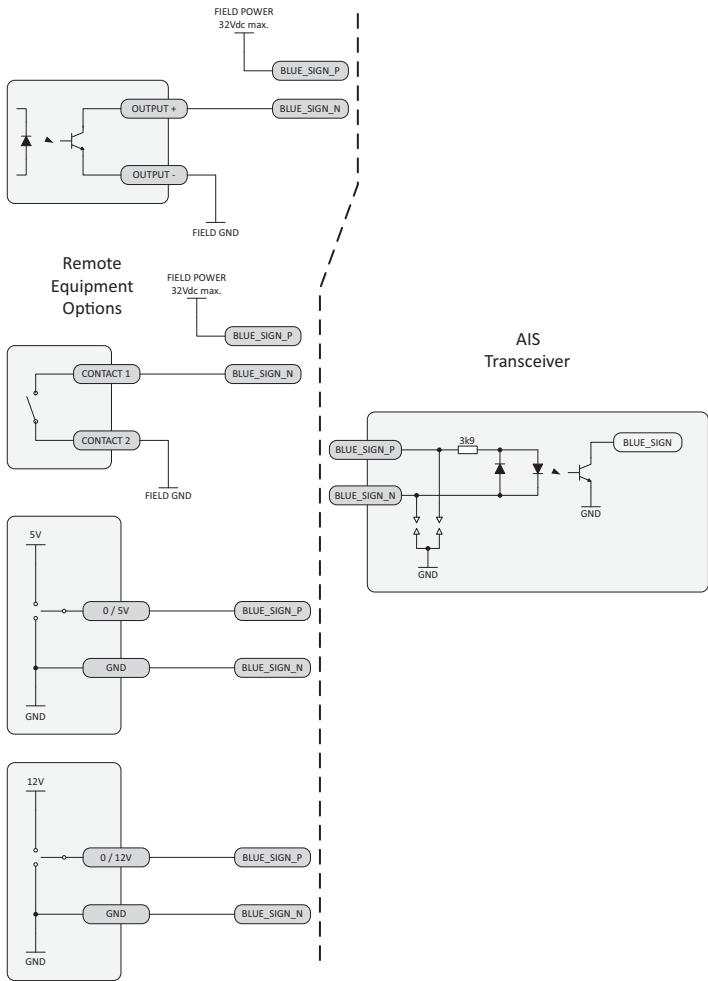 FIELD POWER
32Vdc max.
BLUE_SIGN_P
OUTPUT +
BLUE_SIGN_N
OUTPUT -
FIELD GND
Remote
Equipment
Options
FIELD POWER
32Vdc max.
BLUE_SIGN_P
CONTACT 1
BLUE_SIGN_N
CONTACT 2
FIELD GND
5V
0 / 5V
BLUE_SIGN_P
GND
BLUE_SIGN_N
GND
12V
0 / 12V
BLUE_SIGN_P
GND
BLUE_SIGN_N
GND
AIS
Transceiver
BLUE_SIGN_P
3k9
BLUE_SIGN
BLUE_SIGN_N
GND
GND